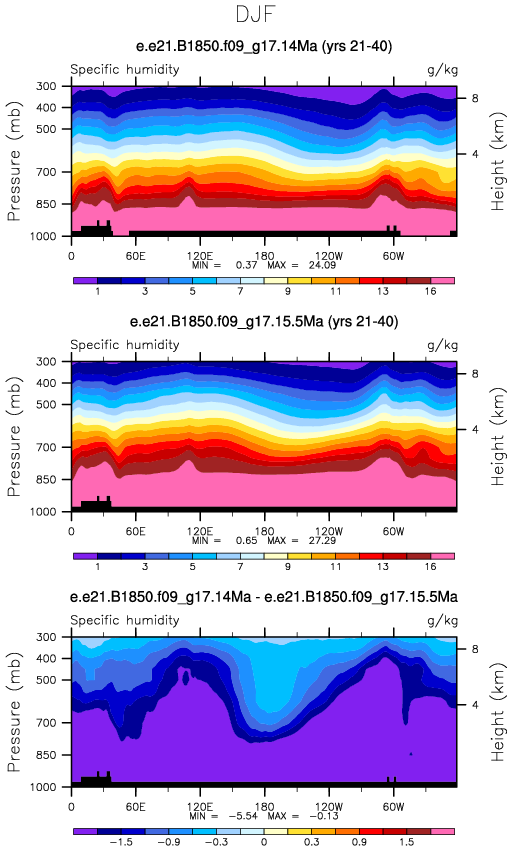 DJF
e.e21.B1850.f09_g17.14Ma (yrs 21-40)
Specific humidity g/kg
300
400
500
700
850
1000
Pressure (mb)
8
4
Height (km)
0 60E 120E 180 120W 60W
MIN = 0.37 MAX = 24.09
1 3 5 7 9 11 13 16
e.e21.B1850.f09_g17.15.5Ma (yrs 21-40)
Specific humidity g/kg
300
400
500
700
850
1000
Pressure (mb)
8
4
Height (km)
0 60E 120E 180 120W 60W
MIN = 0.65 MAX = 27.29
1 3 5 7 9 11 13 16
e.e21.B1850.f09_g17.14Ma - e.e21.B1850.f09_g17.15.5Ma
Specific humidity g/kg
300
400
500
700
850
1000
Pressure (mb)
8
4
Height (km)
0 60E 120E 180 120W 60W
MIN = -5.54 MAX = -0.13
-1.5 -0.9 -0.3 0 0.3 0.9 1.5